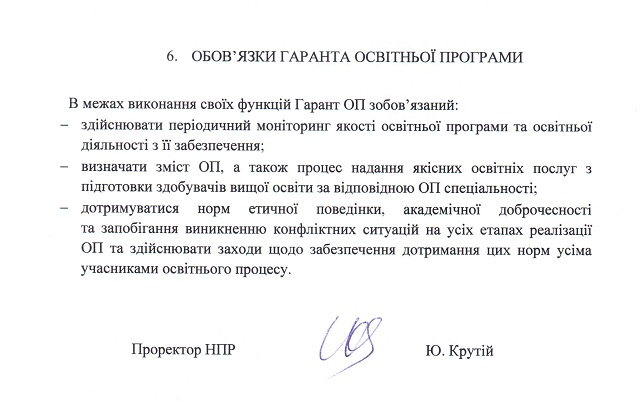 6. ОБОВ’ЯЗКИ ГАРАНТА ОСВІТНЬОЇ ПРОГРАМИ
В межах виконання своїх функцій Гарант ОП зобов’язаний:
– здійснювати періодичний моніторинг якості освітньої програми та освітньої
діяльності з її забезпечення;
– визначати зміст ОП, а також процес надання якісних освітніх послуг з
підготовки здобувачів вищої освіти за відповідною ОП спеціальності;
– дотримуватися норм етичної поведінки, академічної доброчесності
та запобігання виникненню конфліктних ситуацій на усіх етапах реалізації
ОП та здійснювати заходи щодо забезпечення дотримання цих норм усіма
учасниками освітнього процесу.
Проректор НПР Ю. Крутій